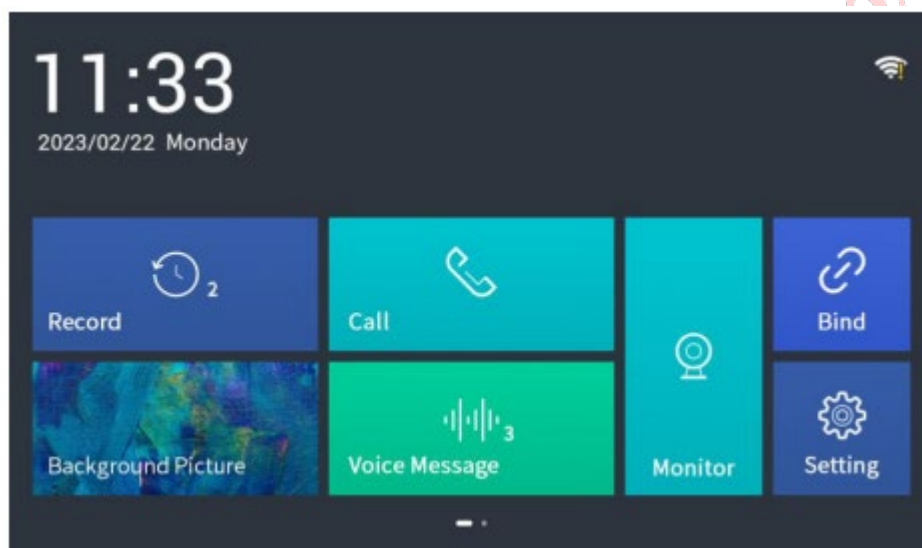 11:33
2023/02/22 Monday
2
Record
Call
Bind
Background Picture
3
Voice Message
Monitor
Setting